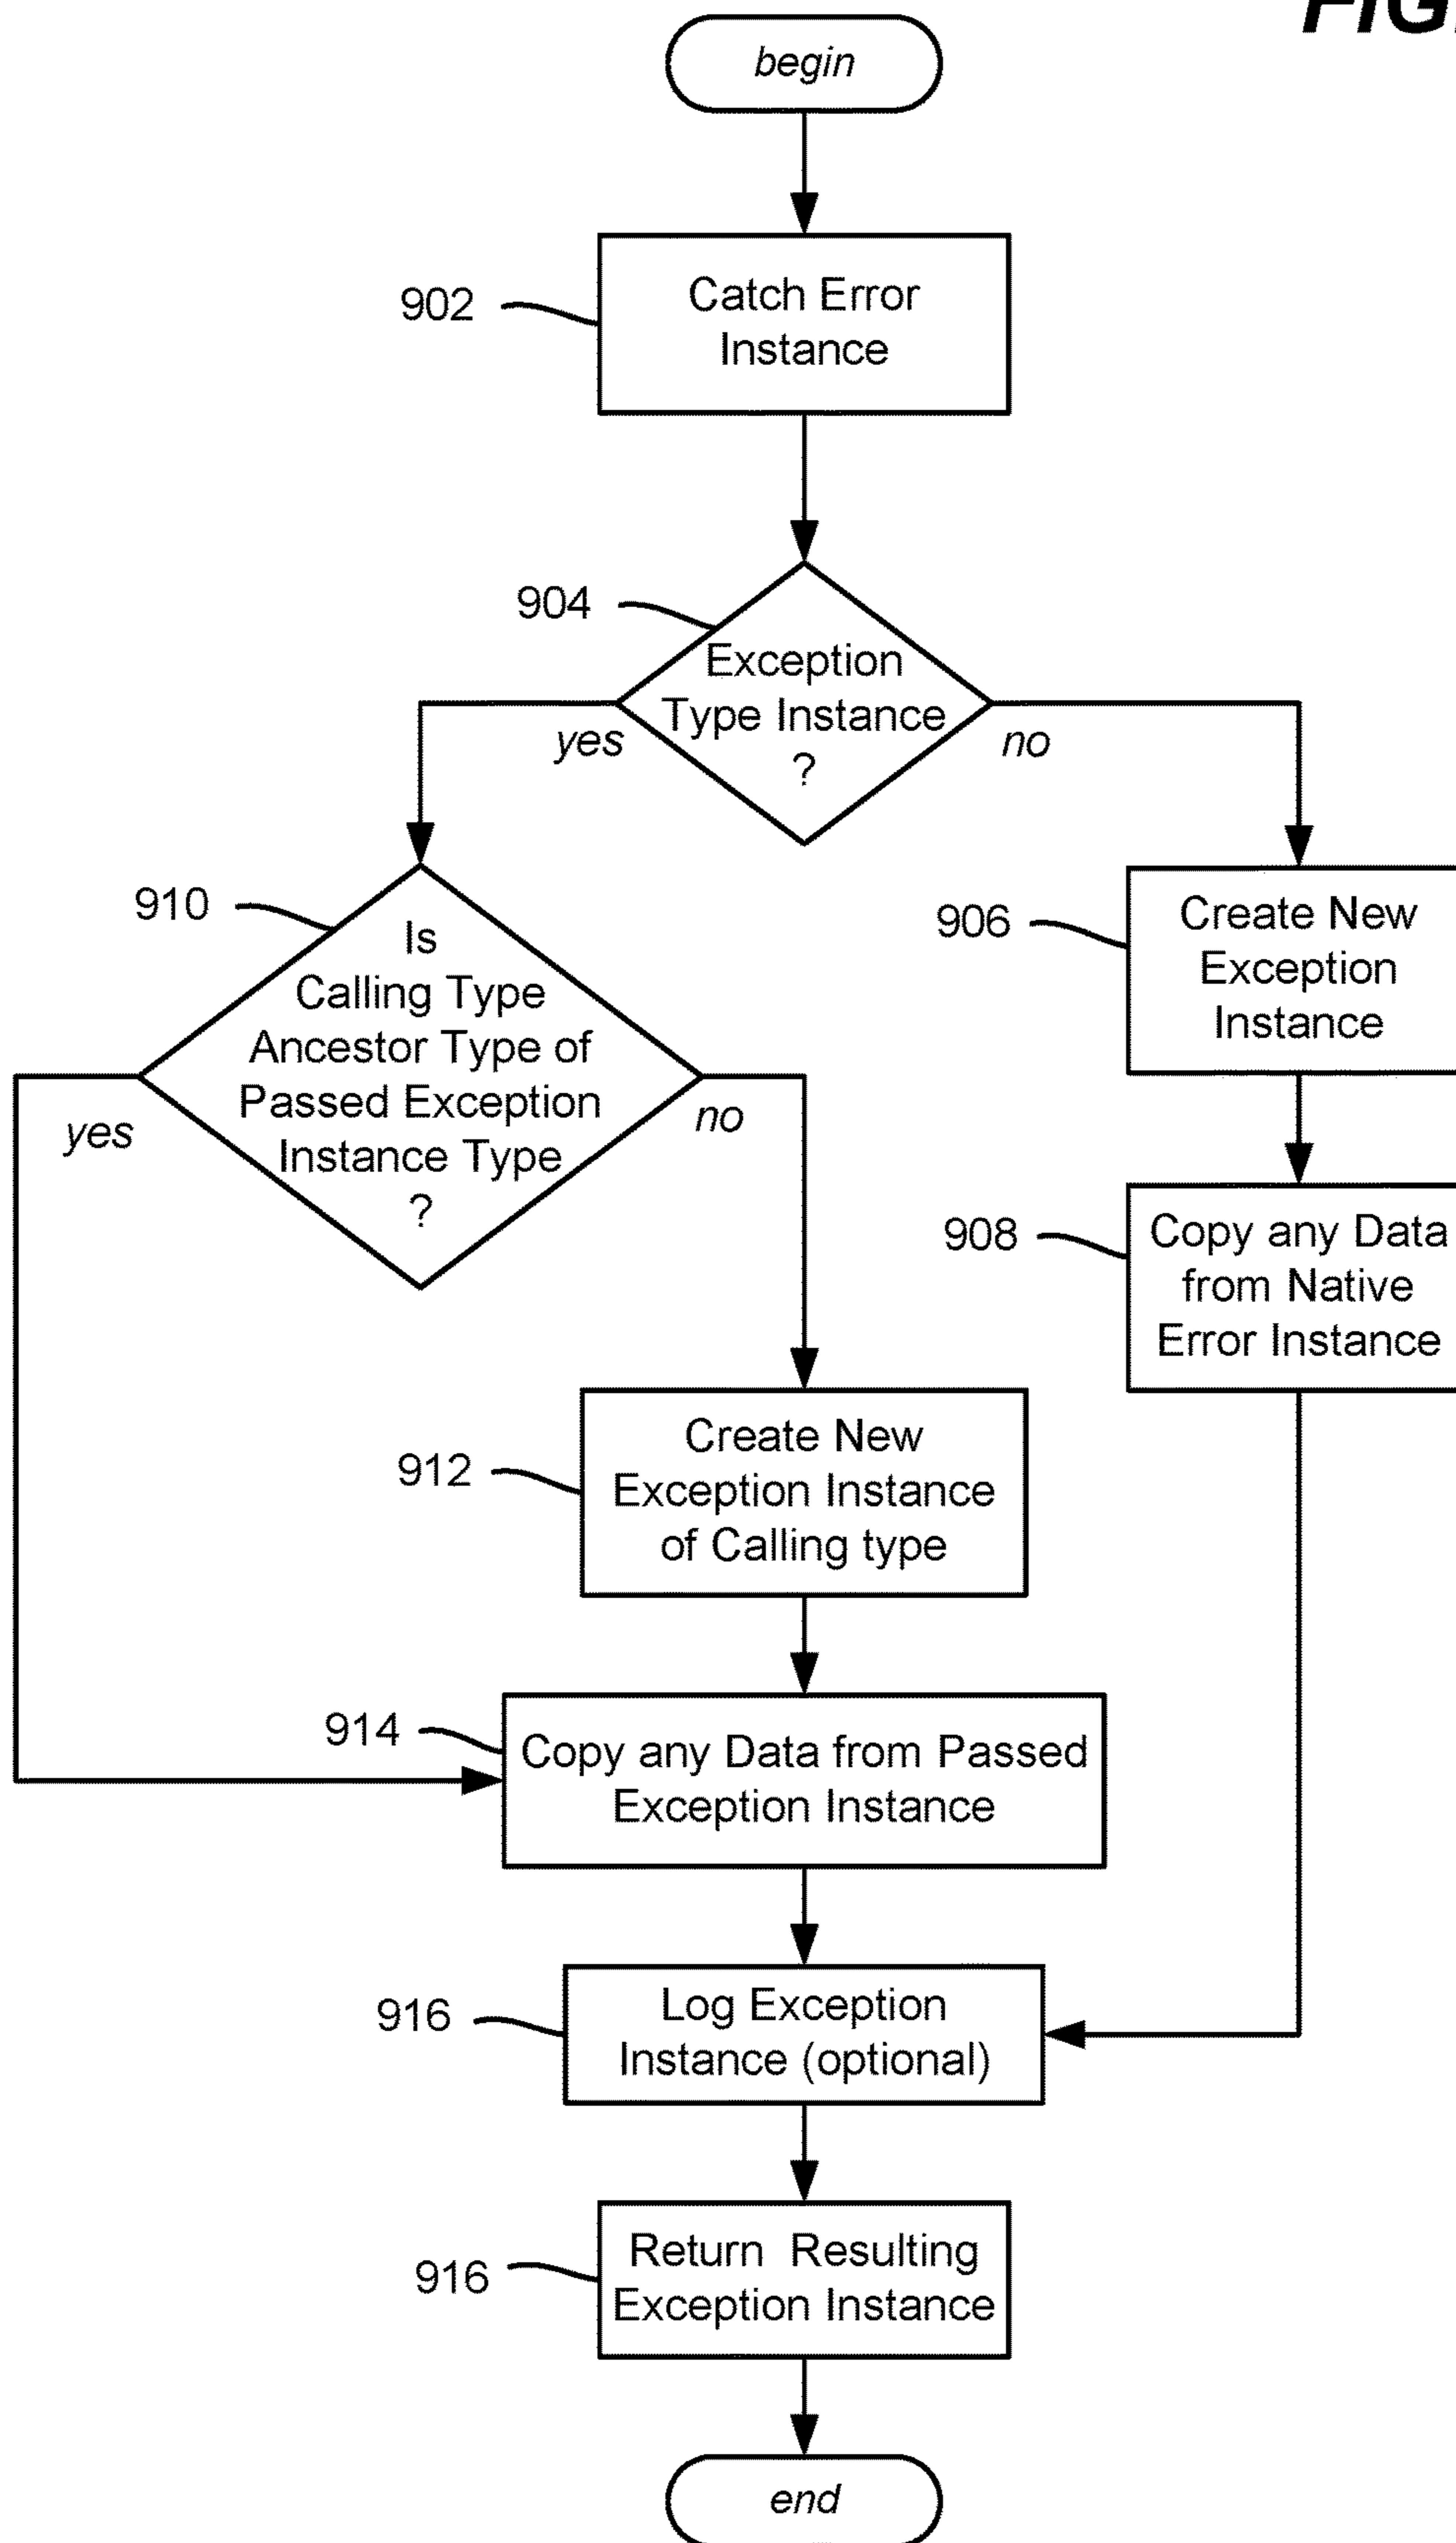 FIG
begin
902
Catch Error
Instance
904
Exception
Type Instance
?
yes
no
910
Is
Calling Type
Ancestor Type of
Passed Exception
Instance Type
?
yes
no
906
Create New
Exception
Instance
908
Copy any Data
from Native
Error Instance
912
Create New
Exception Instance
of Calling type
914
Copy any Data from Passed
Exception Instance
916
Log Exception
Instance (optional)
916
Return Resulting
Exception Instance
end